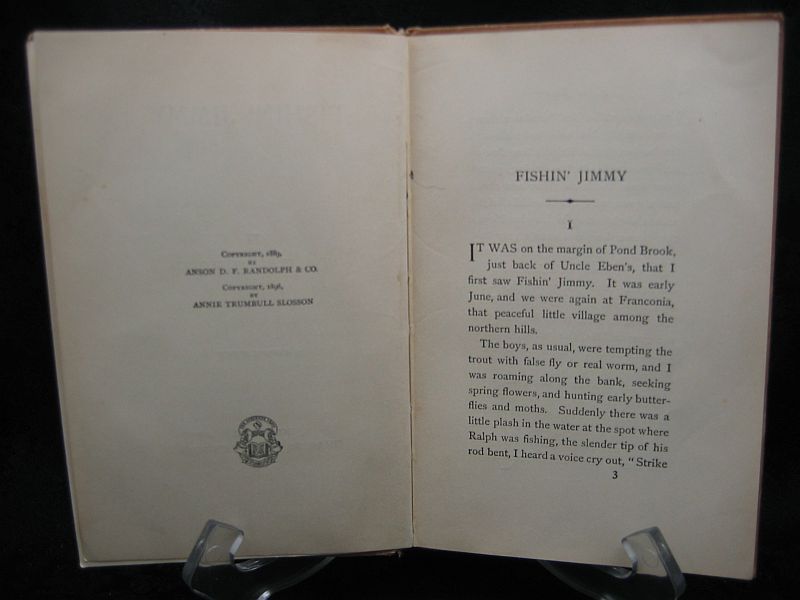 COPYRIGHT, 1889,
BY
ANSON D. F. RANDOLPH & CO.
COPYRIGHT, 1896,
BY
ANNIE TRUMBULL SLOSSON
FISHIN' JIMMY
I
IT WAS on the margin of Pond Brook,
just back of Uncle Eben's, that I
first saw Fishin' Jimmy. It was early
June, and we were again at Franconia,
that peaceful little village among the
northern hills.
The boys, as usual, were tempting the
trout with false fly or real worm, and I
was roaming along the bank, seeking
spring flowers, and hunting early butter-
flies and moths. Suddenly there was a
little plash in the water at the spot where
Ralph was fishing, the slender tip of his
rod bent, I heard a voice cry out, "Strike
3